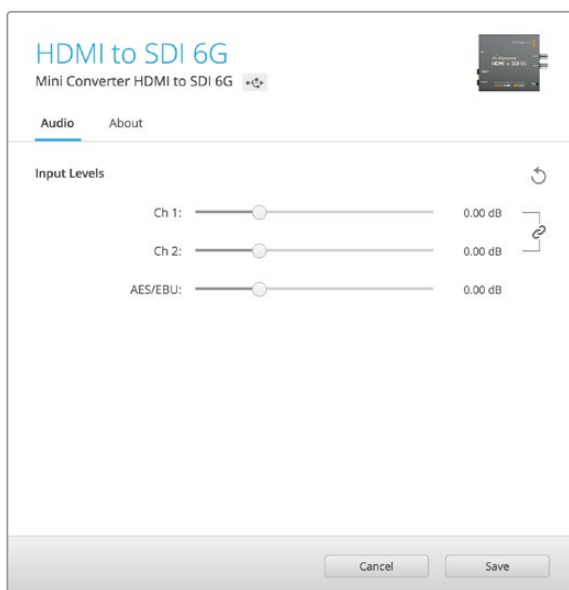 HDMI to SDI 6G
Mini Converter HDMI to SDI 6G
Audio About
Input Levels
Ch 1: 0.00 dB
Ch 2: 0.00 dB
AES/EBU: 0.00 dB
Cancel Save